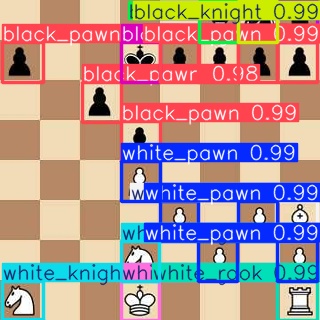 black_knight 0.99
black_pawn
black_pawn 0.99
black_pawr 0.98
black_pawn 0.99
white_pawn 0.99
white_pawn 0.99
white_pawn 0.99
white_knigh
white_rook 0.99